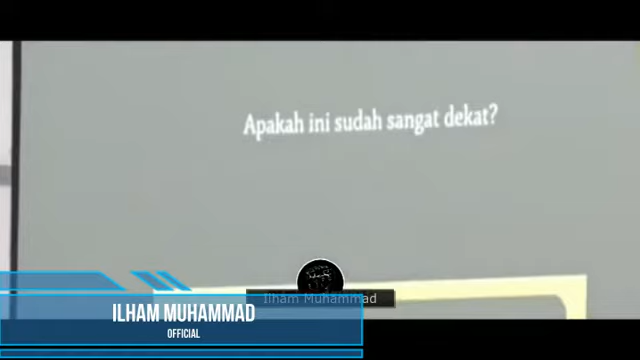 Apakah ini sudah sangat dekat?
Ilham Muhammad
ILHAM MUHAMMAD
OFFICIAL